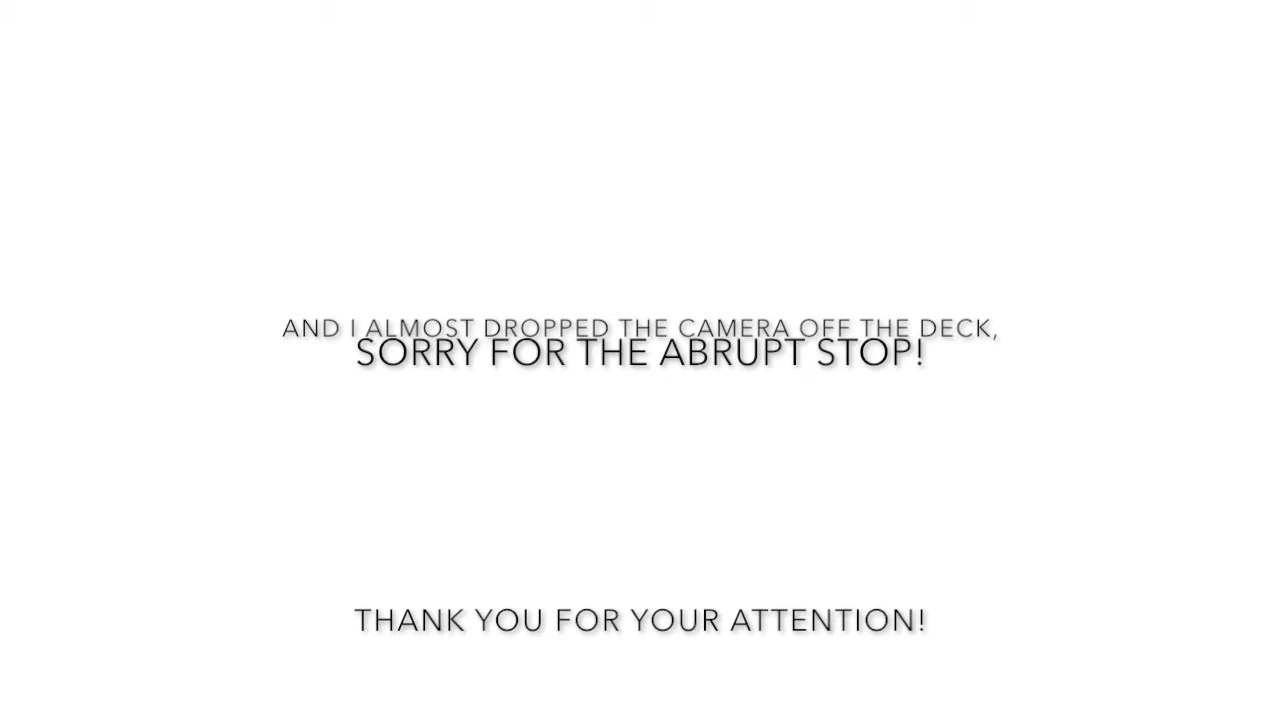 AND I ALMOST DROPPED THE CAMERA OFF THE DECK,
SORRY FOR THE ABRUPT STOP!
THANK YOU FOR YOUR ATTENTION!